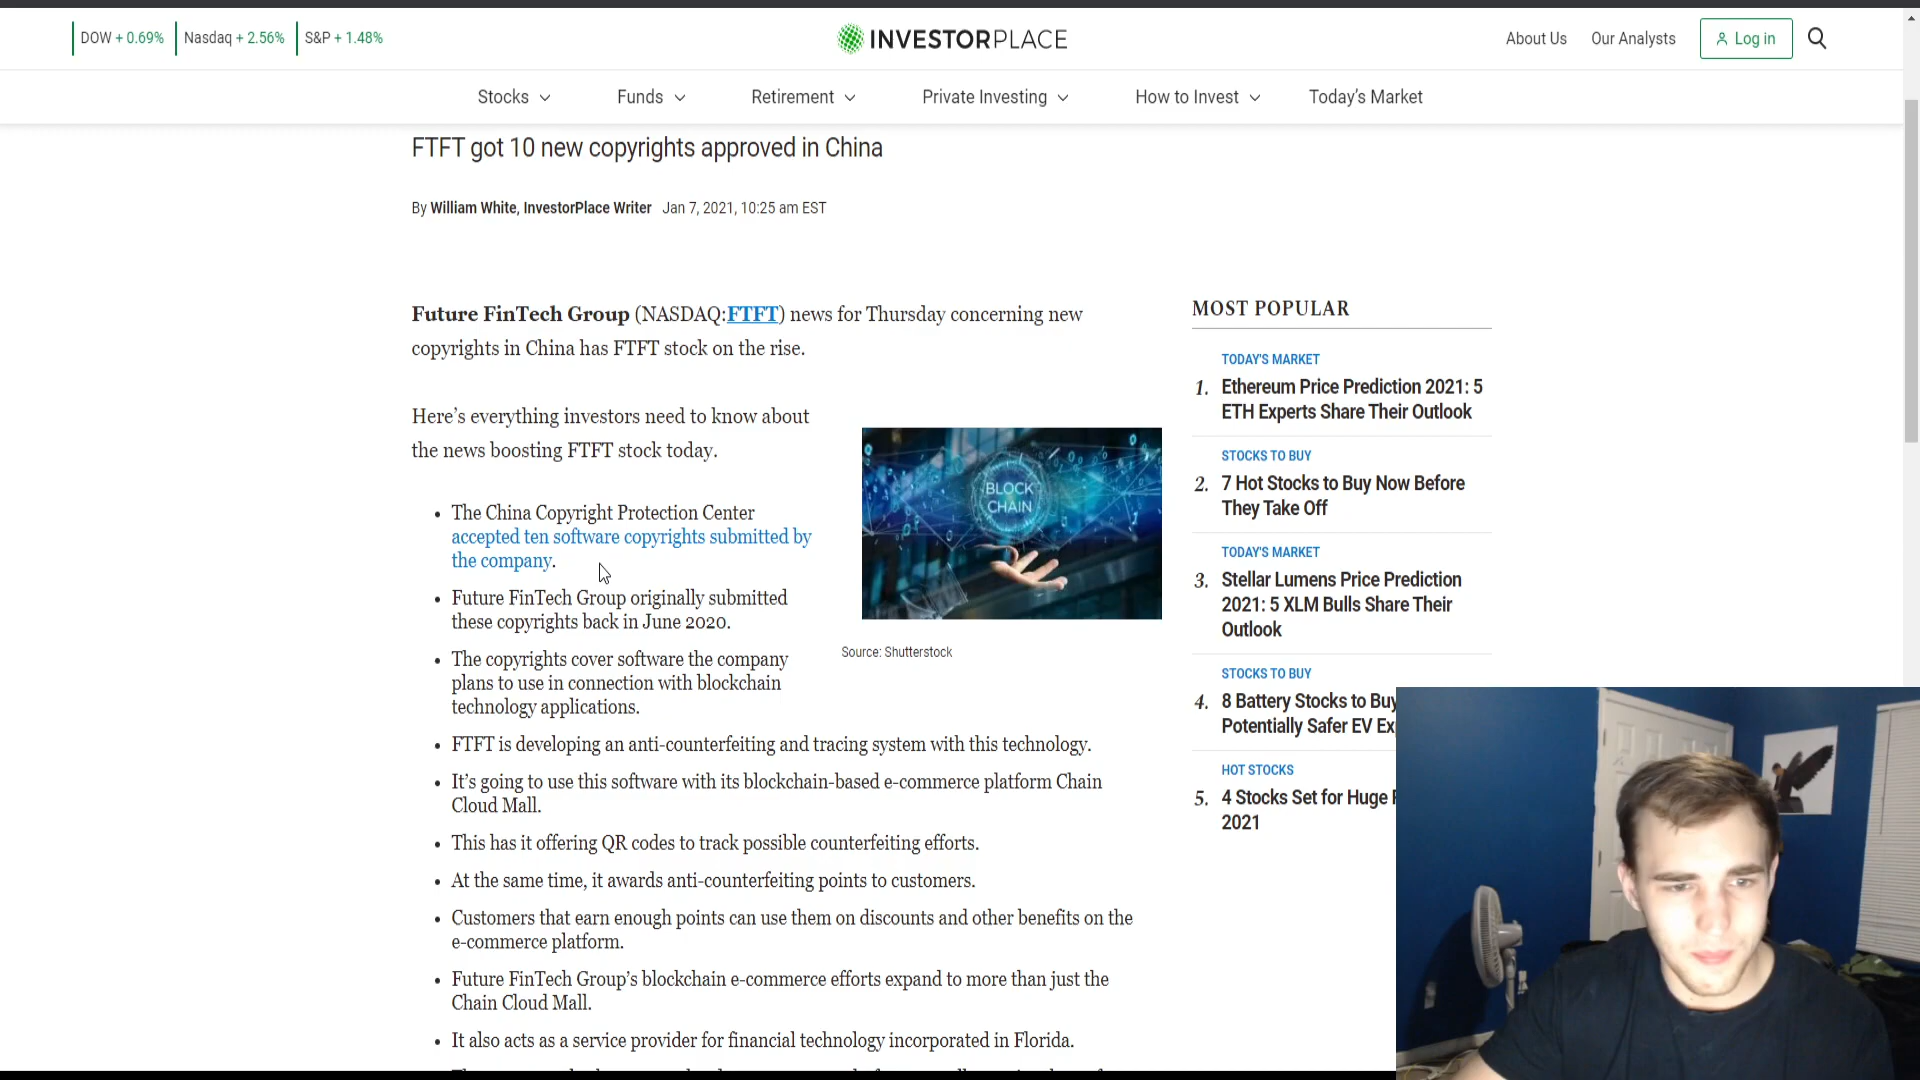 DOW + 0.69% Nasdaq + 2.56% S&P + 1.48%
INVESTORPLACE
About Us Our Analysts Log in
Stocks Funds Retirement Private Investing How to Invest Today's Market
FTFT got 10 new copyrights approved in China
By William White, InvestorPlace Writer Jan 7, 2021, 10:25 am EST
Future FinTech Group (NASDAQ:FTFT) news for Thursday concerning new
copyrights in China has FTFT stock on the rise.
Here’s everything investors need to know about
the news boosting FTFT stock today.
BLOCK
CHAIN
Source: Shutterstock
• The China Copyright Protection Center
accepted ten software copyrights submitted by
the company.
• Future FinTech Group originally submitted
these copyrights back in June 2020.
• The copyrights cover software the company
plans to use in connection with blockchain
technology applications.
• FTFT is developing an anti-counterfeiting and tracing system with this technology.
• It’s going to use this software with its blockchain-based e-commerce platform Chain
Cloud Mall.
• This has it offering QR codes to track possible counterfeiting efforts.
• At the same time, it awards anti-counterfeiting points to customers.
• Customers that earn enough points can use them on discounts and other benefits on the
e-commerce platform.
• Future FinTech Group’s blockchain e-commerce efforts expand to more than just the
Chain Cloud Mall.
• It also acts as a service provider for financial technology incorporated in Florida.
MOST POPULAR
TODAY'S MARKET
1. Ethereum Price Prediction 2021: 5
ETH Experts Share Their Outlook
STOCKS TO BUY
2. 7 Hot Stocks to Buy Now Before
They Take Off
TODAY'S MARKET
3. Stellar Lumens Price Prediction
2021: 5 XLM Bulls Share Their
Outlook
STOCKS TO BUY
4. 8 Battery Stocks to Buy
Potentially Safer EV
HOT STOCKS
5. 4 Stocks Set for Huge
2021